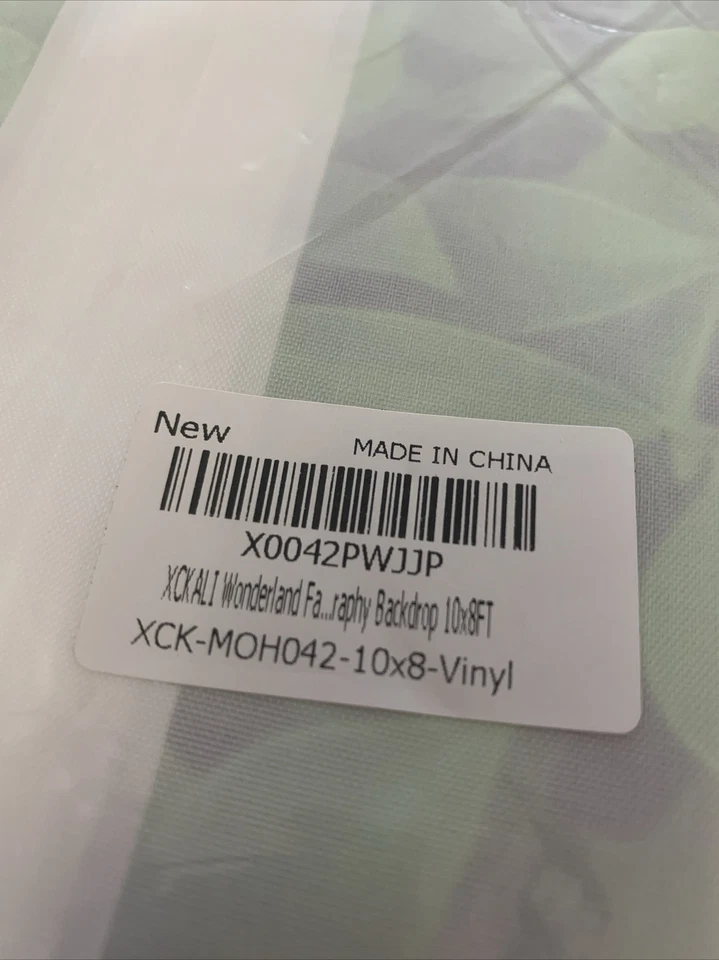 New
MADE IN CHINA
X0042PWJJP
XCKALI Wonderland Fa...raphy Backdrop 10x8FT
XCK-MOH042-10x8-Vinyl